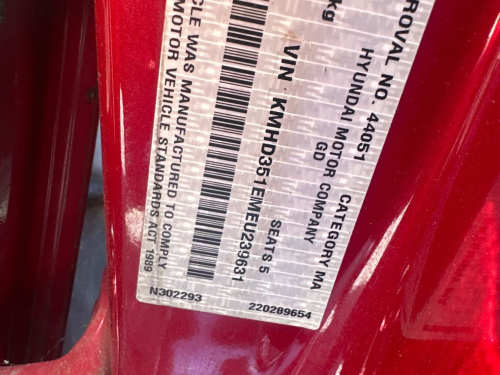 ROVAL NO. 44051 CATEGORY MA
HYUNDAI MOTOR COMPANY
GD
kg
VIN KMHD351EMEU239631
SEATS 5
CLE WAS MANUFACTURED TO COMPLY
MOTOR VEHICLE STANDARDS ACT 1989
N302293 220289654